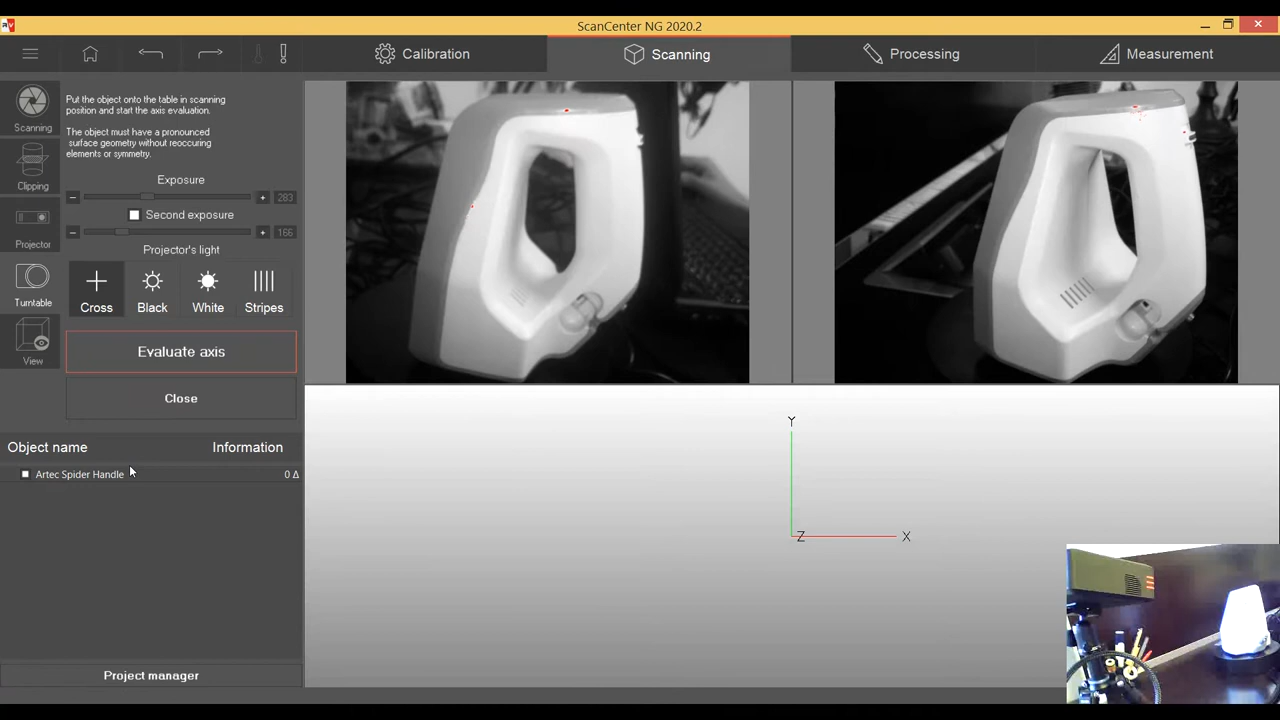 ScanCenter NG 2020.2
Calibration
Scanning
Processing
Measurement
Scanning
Clipping
Projector
Turntable
View
Put the object onto the table in scanning
position and start the axis evaluation.
The object must have a pronounced
surface geometry without reoccuring
elements or symmetry.
Exposure
− + 283
Second exposure
− + 166
Projector's light
Cross Black White Stripes
Evaluate axis
Close
Object name Information
Artec Spider Handle 0 Δ
Project manager
Y
Z X